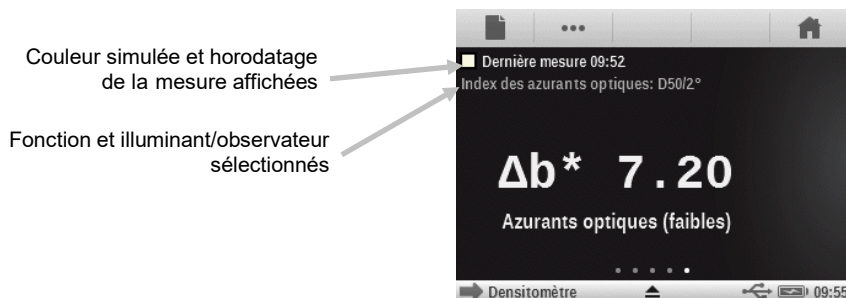 Couleur simulée et horodatage
de la mesure affichées
Fonction et illuminant/observateur
sélectionnés
Dernière mesure 09:52
Index des azurants optiques: D50/2°
Δb* 7.20
Azurants optiques (faibles)
Densitomètre
09:55